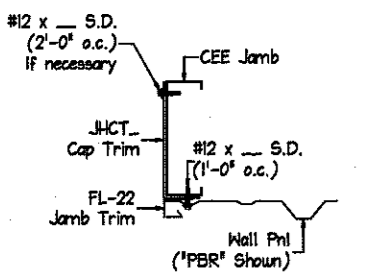 #12 x __ S.D.
(2'-0" o.c.)
If necessary
CEE Jamb
JHCT_
Cap Trim
#12 x __ S.D.
(1'-0" o.c.)
FL-22
Jamb Trim
Wall Pnl
("PBR" Shown)